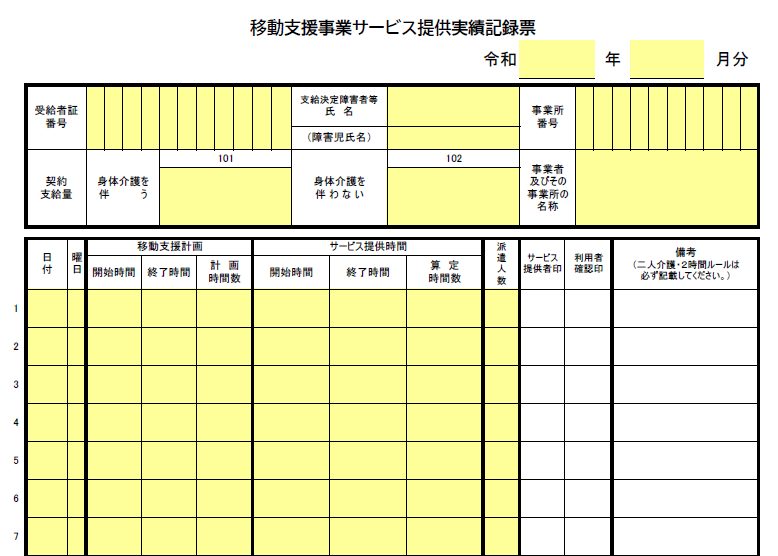 移動支援事業サービス提供実績記録票
令和 年 月分
受給者証
番号
支給決定障害者等
氏 名
(障害児氏名)
事業所
番号
契約
支給量
身体介護を
伴 う
101
身体介護を
伴わない
102
事業者
及びその
事業所の
名称
日
付
曜
日
移動支援計画
開始時間
終了時間
計 画
時間数
サービス提供時間
開始時間
終了時間
算 定
時間数
派
遣
人
数
サービス
提供者印
利用者
確認印
備考
(二人介護・2時間ルールは
必ず記載してください。)
1
2
3
4
5
6
7